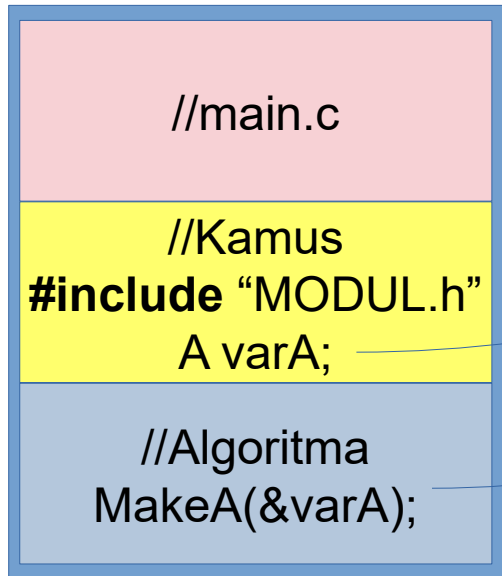 //main.c
//Kamus
#include “MODUL.h”
A varA;
//Algoritma
MakeA(&varA);